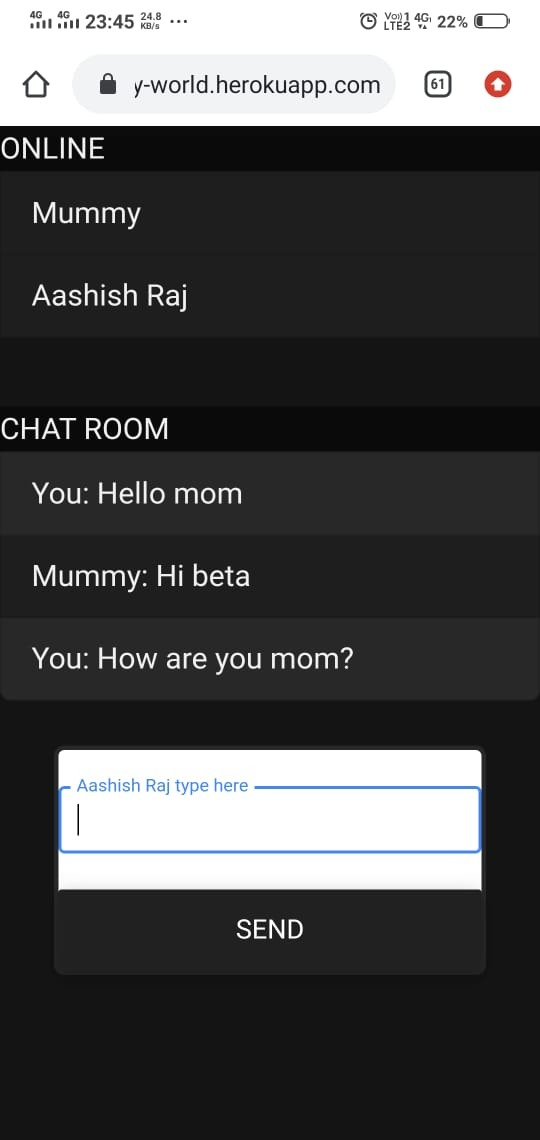 4G 4G 23:45 24.8 KB/s ... Vo)) 1 4G LTE2 22%
y-world.herokuapp.com 61
ONLINE
Mummy
Aashish Raj
CHAT ROOM
You: Hello mom
Mummy: Hi beta
You: How are you mom?
Aashish Raj type here
SEND